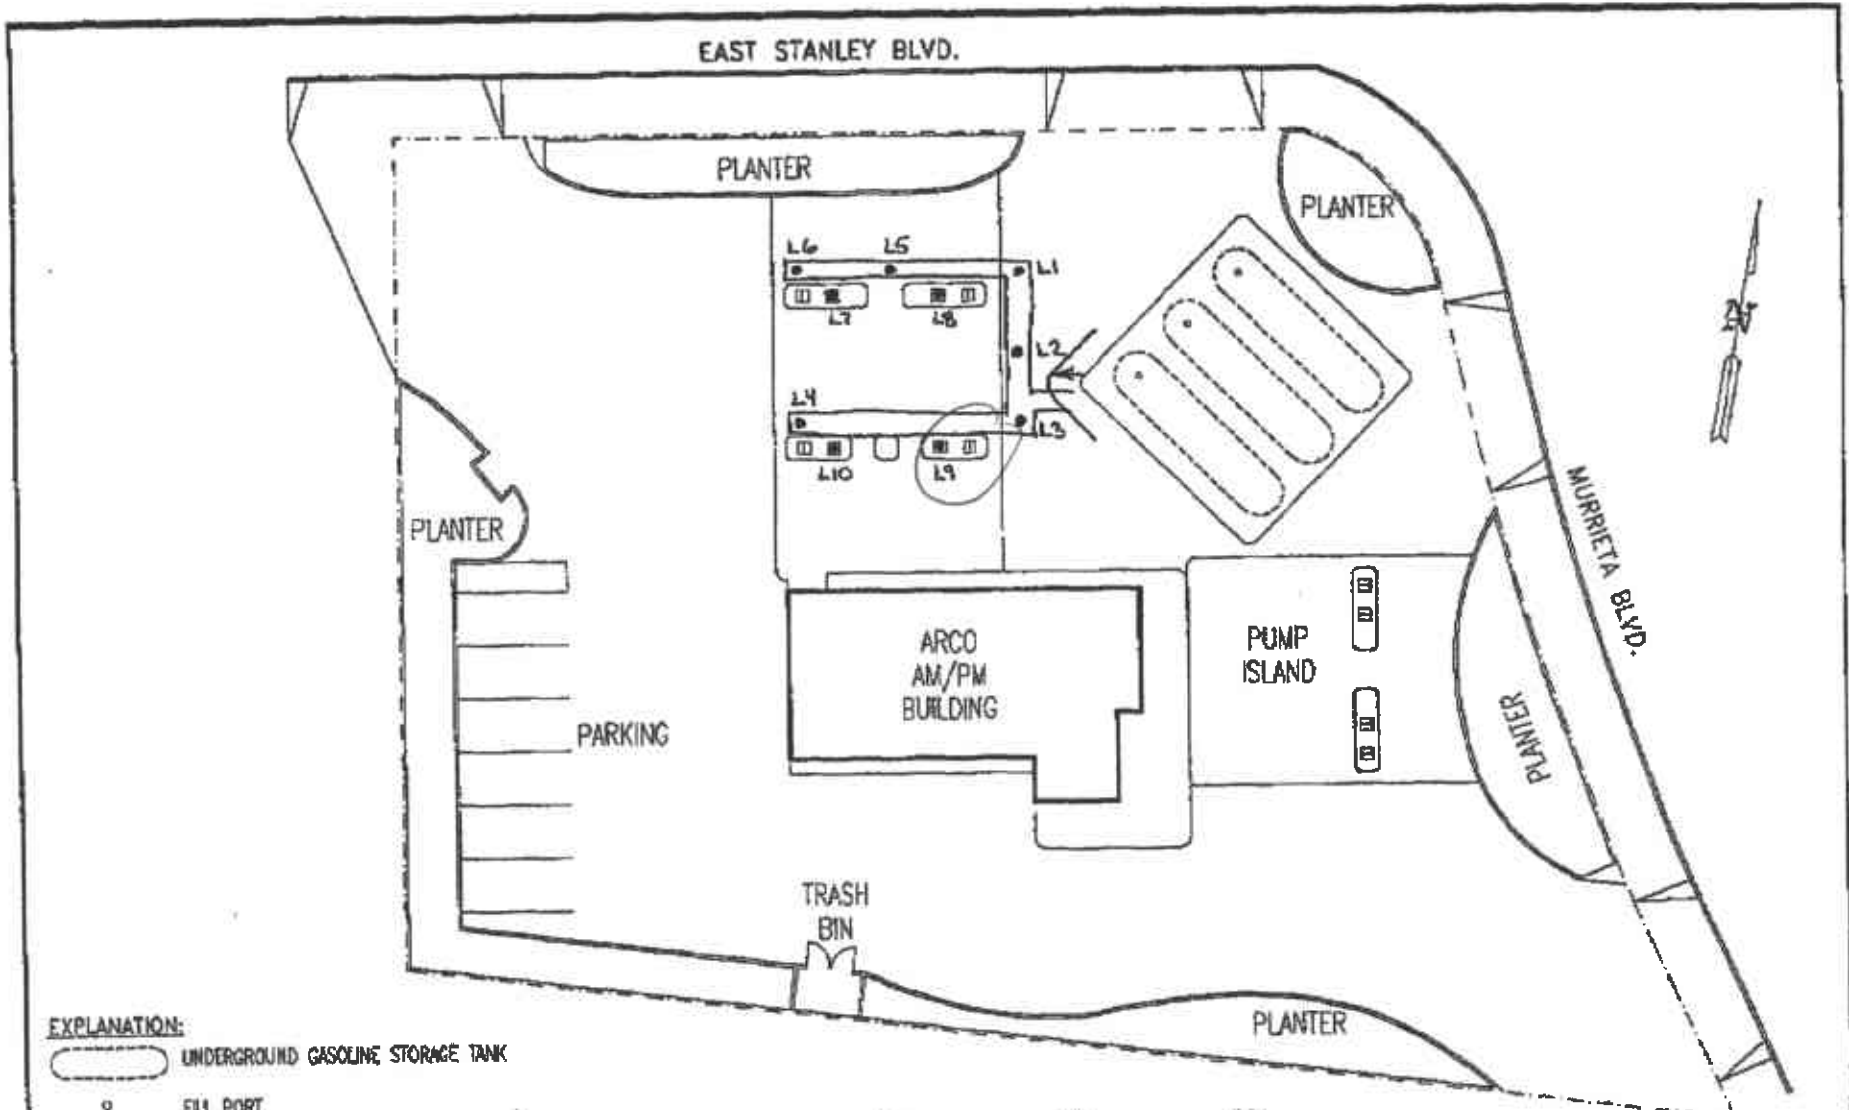 EAST STANLEY BLVD.
PLANTER
PLANTER
L6
L5
L1
L7
L8
L2
L4
L3
L10
L9
PLANTER
MURRIETA BLVD.
ARCO
AM/PM
BUILDING
PUMP
ISLAND
PARKING
PLANTER
TRASH
BIN
PLANTER
EXPLANATION:
UNDERGROUND GASOLINE STORAGE TANK
FILL PORT